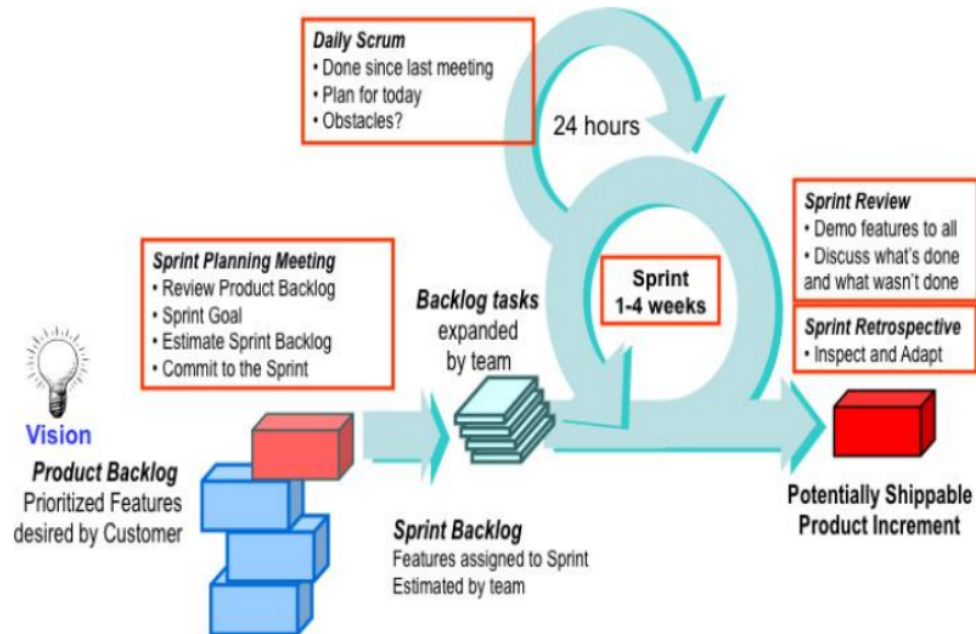 Daily Scrum
• Done since last meeting
• Plan for today
• Obstacles?
24 hours
Sprint Planning Meeting
• Review Product Backlog
• Sprint Goal
• Estimate Sprint Backlog
• Commit to the Sprint
Backlog tasks
expanded
by team
Sprint
1-4 weeks
Sprint Review
• Demo features to all
• Discuss what's done
and what wasn't done
Sprint Retrospective
• Inspect and Adapt
Vision
Product Backlog
Prioritized Features
desired by Customer
Sprint Backlog
Features assigned to Sprint
Estimated by team
Potentially Shippable
Product Increment